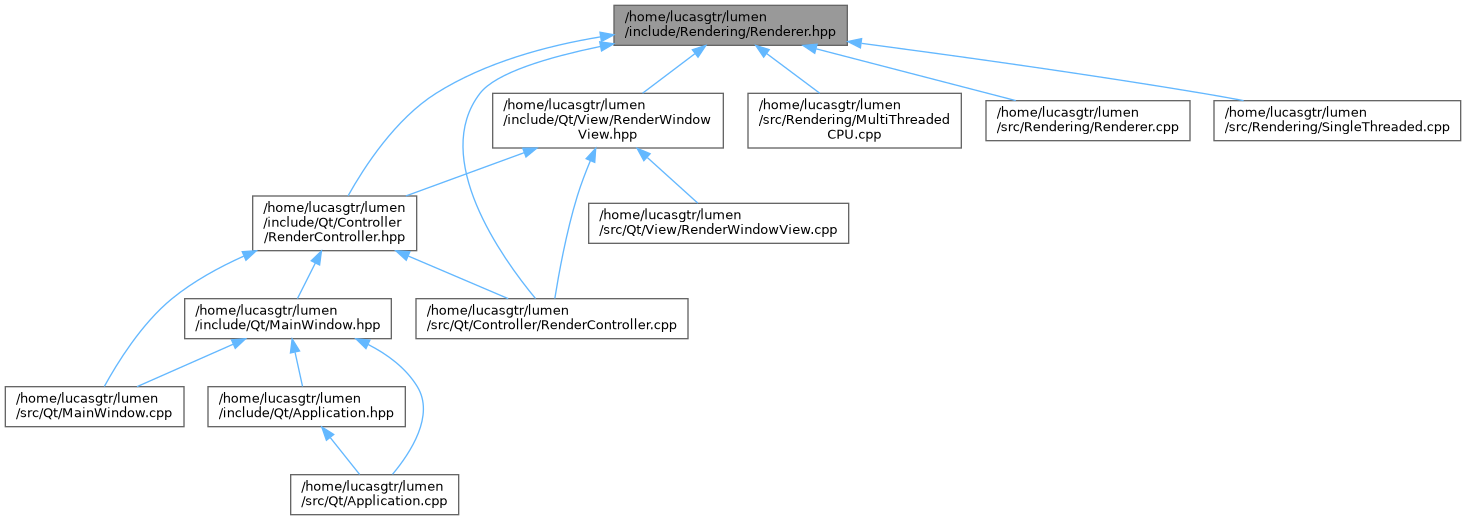 /home/lucasgtr/lumen
/include/Rendering/Renderer.hpp
/home/lucasgtr/lumen
/include/Qt/View/RenderWindow
View.hpp
/home/lucasgtr/lumen
/src/Rendering/MultiThreaded
CPU.cpp
/home/lucasgtr/lumen
/src/Rendering/Renderer.cpp
/home/lucasgtr/lumen
/src/Rendering/SingleThreaded.cpp
/home/lucasgtr/lumen
/include/Qt/Controller
/RenderController.hpp
/home/lucasgtr/lumen
/src/Qt/View/RenderWindowView.cpp
/home/lucasgtr/lumen
/include/Qt/MainWindow.hpp
/home/lucasgtr/lumen
/src/Qt/Controller/RenderController.cpp
/home/lucasgtr/lumen
/src/Qt/MainWindow.cpp
/home/lucasgtr/lumen
/include/Qt/Application.hpp
/home/lucasgtr/lumen
/src/Qt/Application.cpp